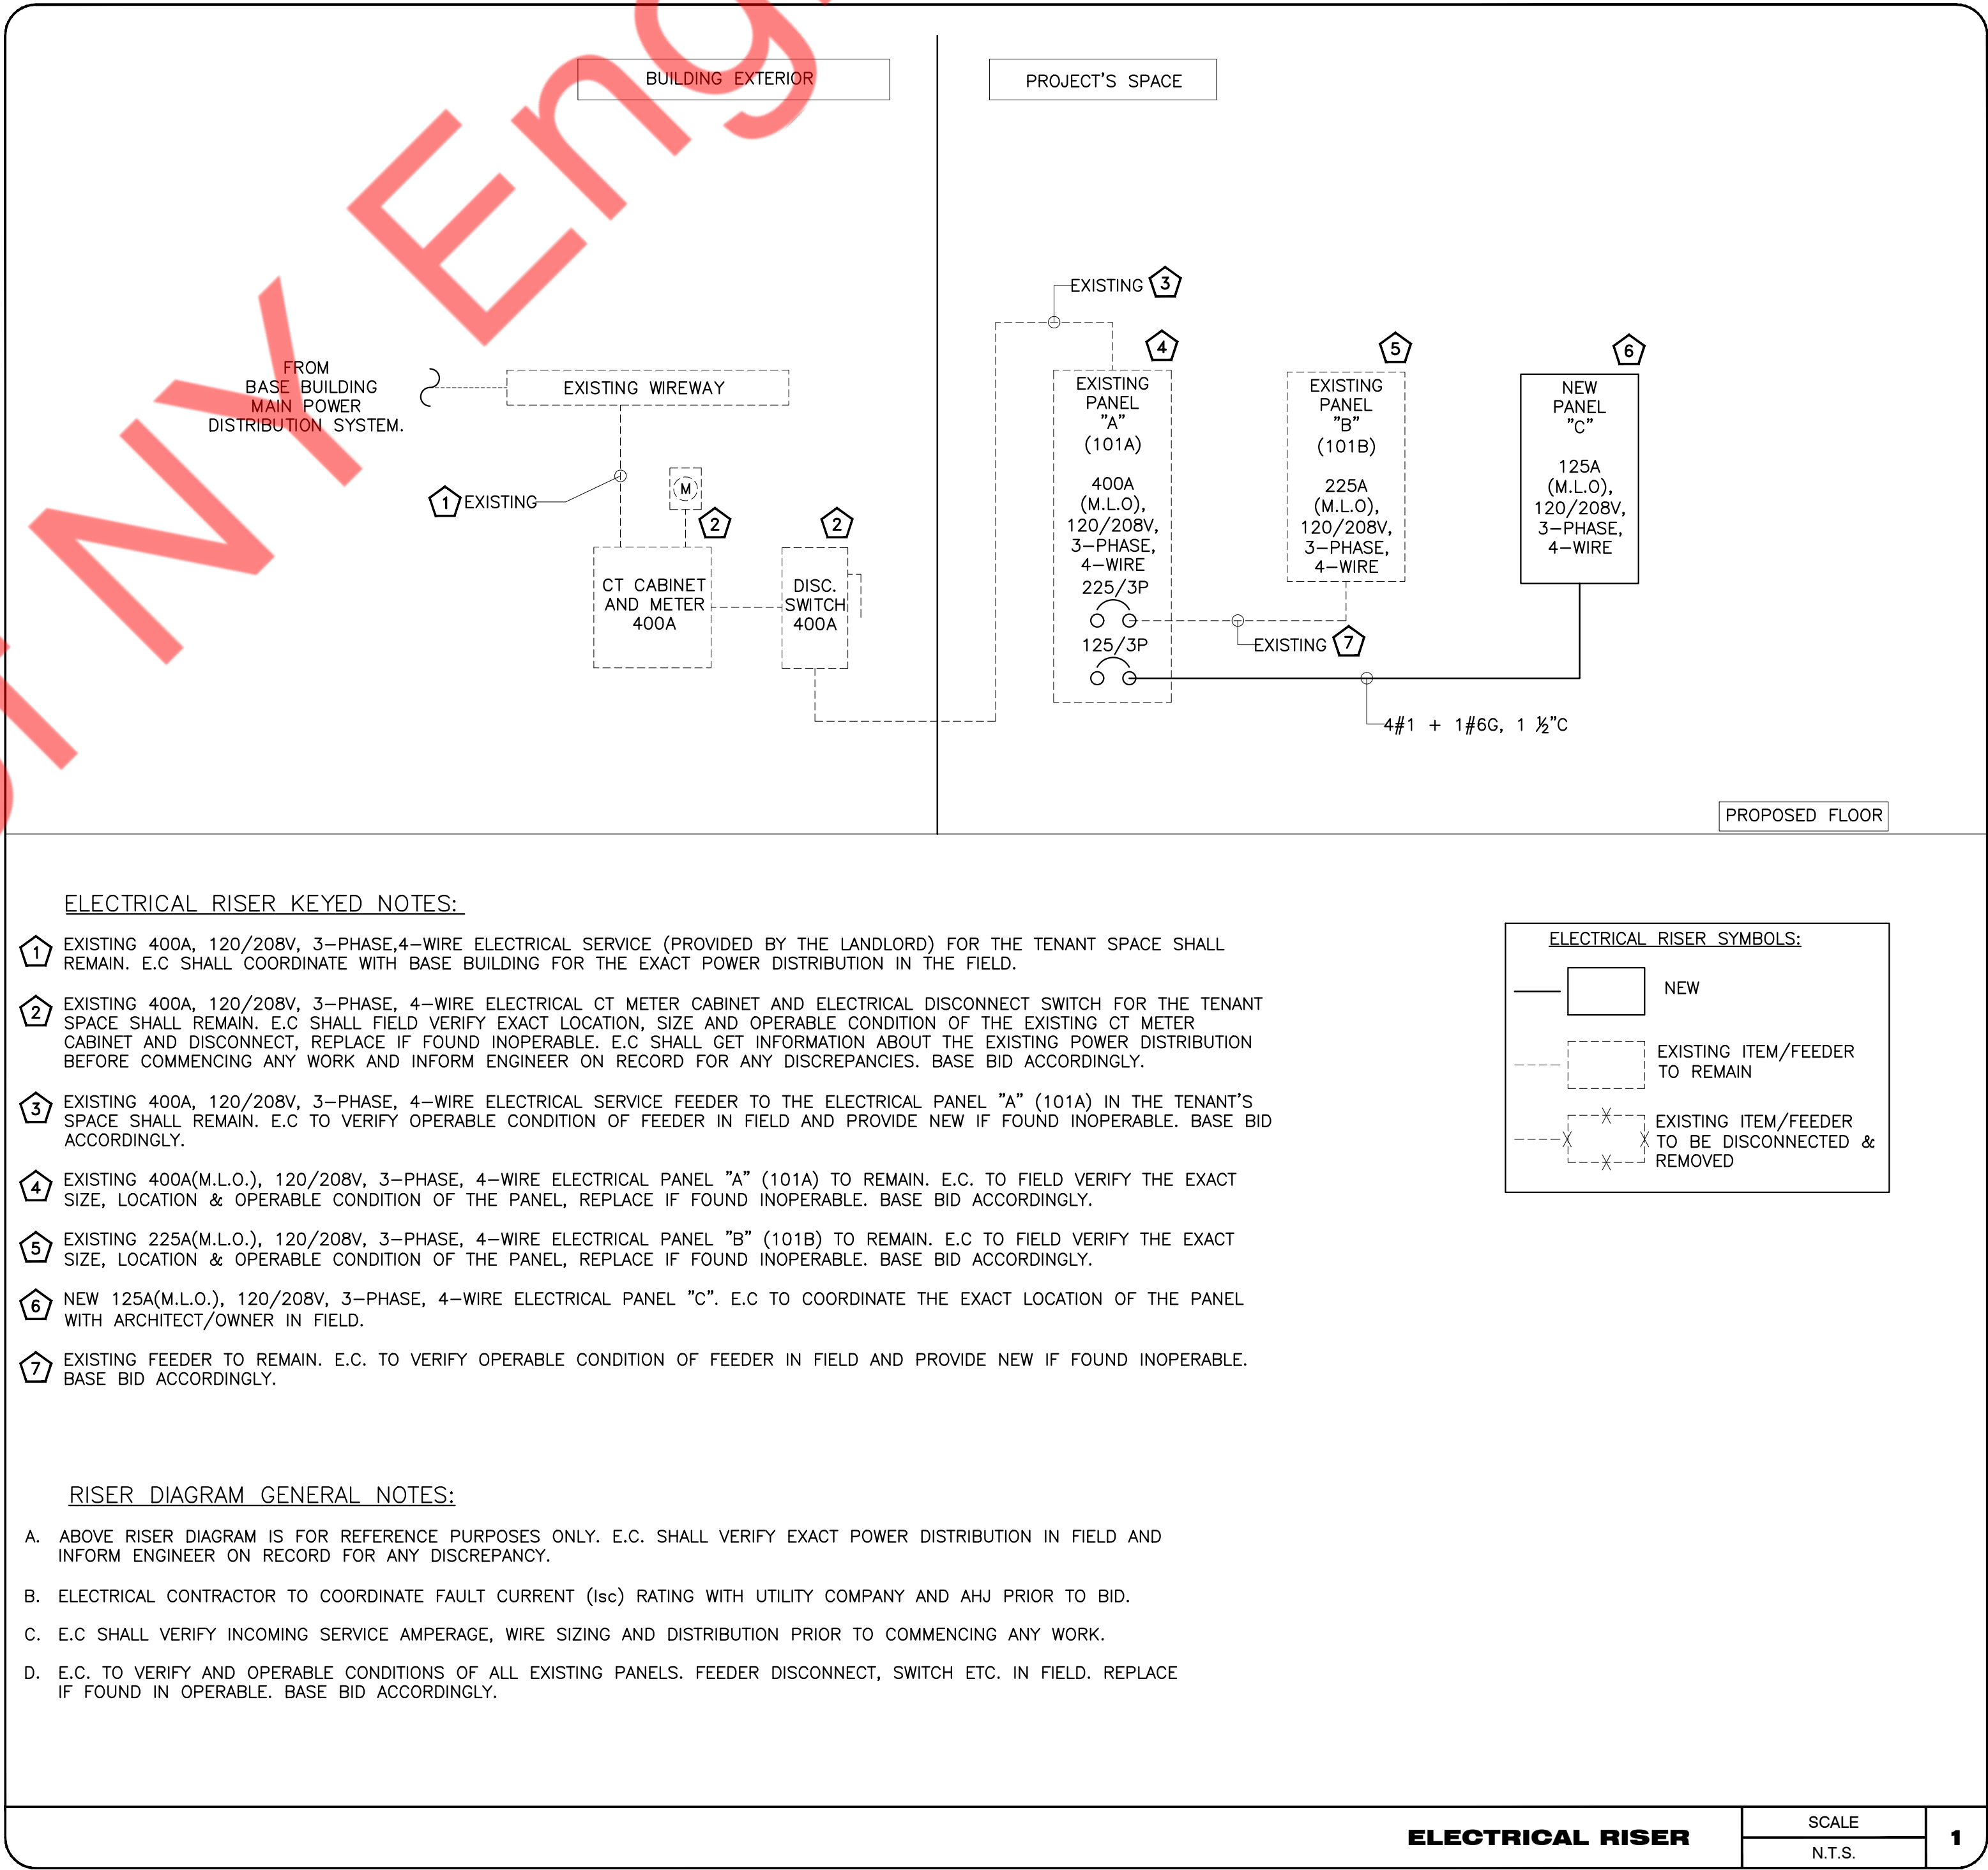 BUILDING EXTERIOR
PROJECT'S SPACE
NY Eng
EXISTING 3
FROM
BASE BUILDING
MAIN POWER
DISTRIBUTION SYSTEM.
EXISTING WIREWAY
1 EXISTING
M
2
2
CT CABINET
AND METER
400A
DISC.
SWITCH
400A
4
EXISTING
PANEL
"A"
(101A)
400A
(M.L.O),
120/208V,
3-PHASE,
4-WIRE
225/3P
125/3P
5
EXISTING
PANEL
"B"
(101B)
225A
(M.L.O),
120/208V,
3-PHASE,
4-WIRE
EXISTING 7
6
NEW
PANEL
"C"
125A
(M.L.O),
120/208V,
3-PHASE,
4-WIRE
4#1 + 1#6G, 1 ½"C
PROPOSED FLOOR
ELECTRICAL RISER KEYED NOTES:
1 EXISTING 400A, 120/208V, 3-PHASE,4-WIRE ELECTRICAL SERVICE (PROVIDED BY THE LANDLORD) FOR THE TENANT SPACE SHALL
REMAIN. E.C SHALL COORDINATE WITH BASE BUILDING FOR THE EXACT POWER DISTRIBUTION IN THE FIELD.
2 EXISTING 400A, 120/208V, 3-PHASE, 4-WIRE ELECTRICAL CT METER CABINET AND ELECTRICAL DISCONNECT SWITCH FOR THE TENANT
SPACE SHALL REMAIN. E.C SHALL FIELD VERIFY EXACT LOCATION, SIZE AND OPERABLE CONDITION OF THE EXISTING CT METER
CABINET AND DISCONNECT, REPLACE IF FOUND INOPERABLE. E.C SHALL GET INFORMATION ABOUT THE EXISTING POWER DISTRIBUTION
BEFORE COMMENCING ANY WORK AND INFORM ENGINEER ON RECORD FOR ANY DISCREPANCIES. BASE BID ACCORDINGLY.
3 EXISTING 400A, 120/208V, 3-PHASE, 4-WIRE ELECTRICAL SERVICE FEEDER TO THE ELECTRICAL PANEL "A" (101A) IN THE TENANT'S
SPACE SHALL REMAIN. E.C TO VERIFY OPERABLE CONDITION OF FEEDER IN FIELD AND PROVIDE NEW IF FOUND INOPERABLE. BASE BID
ACCORDINGLY.
4 EXISTING 400A(M.L.O.), 120/208V, 3-PHASE, 4-WIRE ELECTRICAL PANEL "A" (101A) TO REMAIN. E.C. TO FIELD VERIFY THE EXACT
SIZE, LOCATION & OPERABLE CONDITION OF THE PANEL, REPLACE IF FOUND INOPERABLE. BASE BID ACCORDINGLY.
5 EXISTING 225A(M.L.O.), 120/208V, 3-PHASE, 4-WIRE ELECTRICAL PANEL "B" (101B) TO REMAIN. E.C TO FIELD VERIFY THE EXACT
SIZE, LOCATION & OPERABLE CONDITION OF THE PANEL, REPLACE IF FOUND INOPERABLE. BASE BID ACCORDINGLY.
6 NEW 125A(M.L.O.), 120/208V, 3-PHASE, 4-WIRE ELECTRICAL PANEL "C". E.C TO COORDINATE THE EXACT LOCATION OF THE PANEL
WITH ARCHITECT/OWNER IN FIELD.
7 EXISTING FEEDER TO REMAIN. E.C. TO VERIFY OPERABLE CONDITION OF FEEDER IN FIELD AND PROVIDE NEW IF FOUND INOPERABLE.
BASE BID ACCORDINGLY.
ELECTRICAL RISER SYMBOLS:
NEW
EXISTING ITEM/FEEDER
TO REMAIN
EXISTING ITEM/FEEDER
TO BE DISCONNECTED &
REMOVED
RISER DIAGRAM GENERAL NOTES:
A. ABOVE RISER DIAGRAM IS FOR REFERENCE PURPOSES ONLY. E.C. SHALL VERIFY EXACT POWER DISTRIBUTION IN FIELD AND
INFORM ENGINEER ON RECORD FOR ANY DISCREPANCY.
B. ELECTRICAL CONTRACTOR TO COORDINATE FAULT CURRENT (Isc) RATING WITH UTILITY COMPANY AND AHJ PRIOR TO BID.
C. E.C SHALL VERIFY INCOMING SERVICE AMPERAGE, WIRE SIZING AND DISTRIBUTION PRIOR TO COMMENCING ANY WORK.
D. E.C. TO VERIFY AND OPERABLE CONDITIONS OF ALL EXISTING PANELS. FEEDER DISCONNECT, SWITCH ETC. IN FIELD. REPLACE
IF FOUND IN OPERABLE. BASE BID ACCORDINGLY.
ELECTRICAL RISER
SCALE
N.T.S.
1